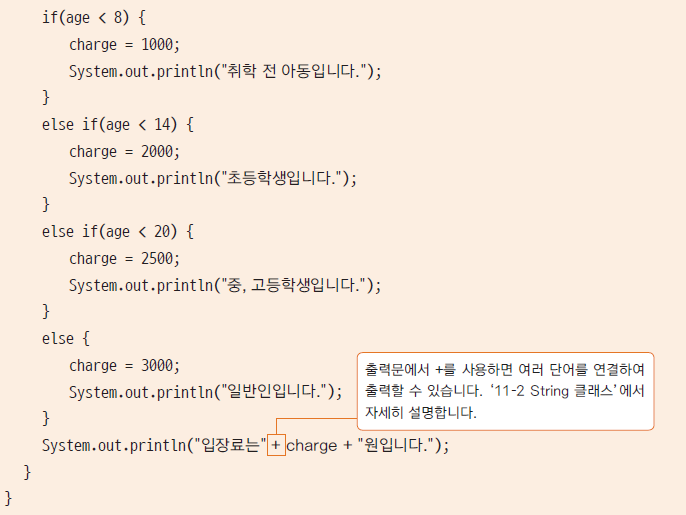 if(age < 8) {
charge = 1000;
System.out.println("취학 전 아동입니다.");
}
else if(age < 14) {
charge = 2000;
System.out.println("초등학생입니다.");
}
else if(age < 20) {
charge = 2500;
System.out.println("중, 고등학생입니다.");
}
else {
charge = 3000;
System.out.println("일반인입니다.");
}
출력문에서 +를 사용하면 여러 단어를 연결하여
출력할 수 있습니다. ‘11-2 String 클래스’에서
자세히 설명합니다.
System.out.println("입장료는" + charge + "원입니다.");
}
}